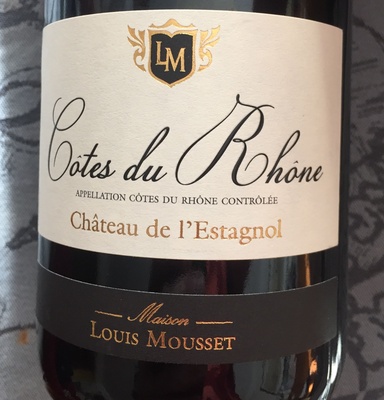 LM
Côtes du Rhône
APPELLATION CÔTES DU RHÔNE CONTRÔLÉE
Château de l'Estagnol
Maison
LOUIS MOUSSET